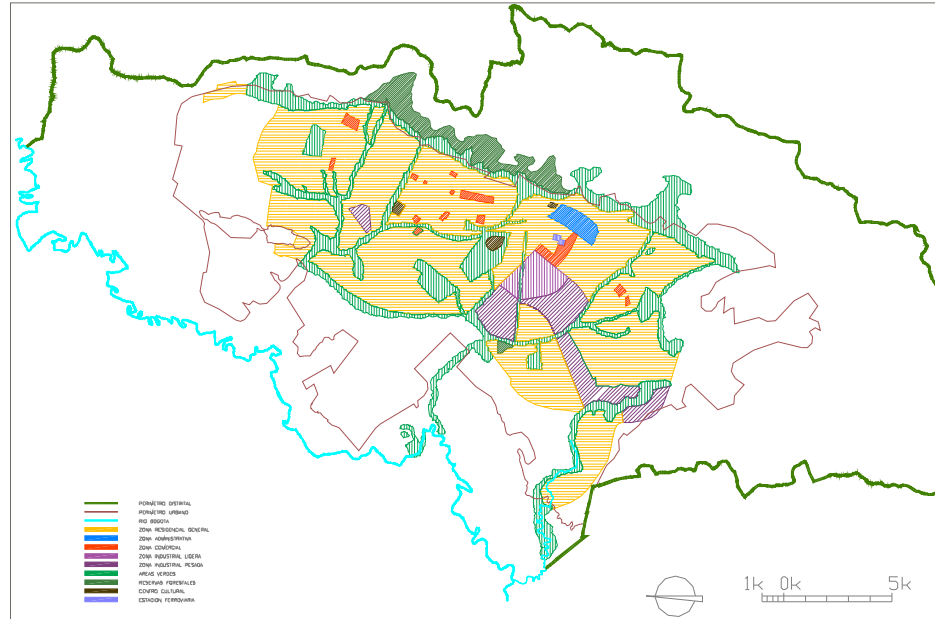 PERIMETRO DISTRITAL
PERIMETRO URBANO
RIO BOGOTA
ZONA RESIDENCIAL GENERAL
ZONA ADMINISTRATIVA
ZONA COMERCIAL
ZONA INDUSTRIAL LIGERA
ZONA INDUSTRIAL PESADA
AREAS VERDES
RESERVAS FORESTALES
CENTRO CULTURAL
ESTACION FERROVIARIA
1k 0k 5k